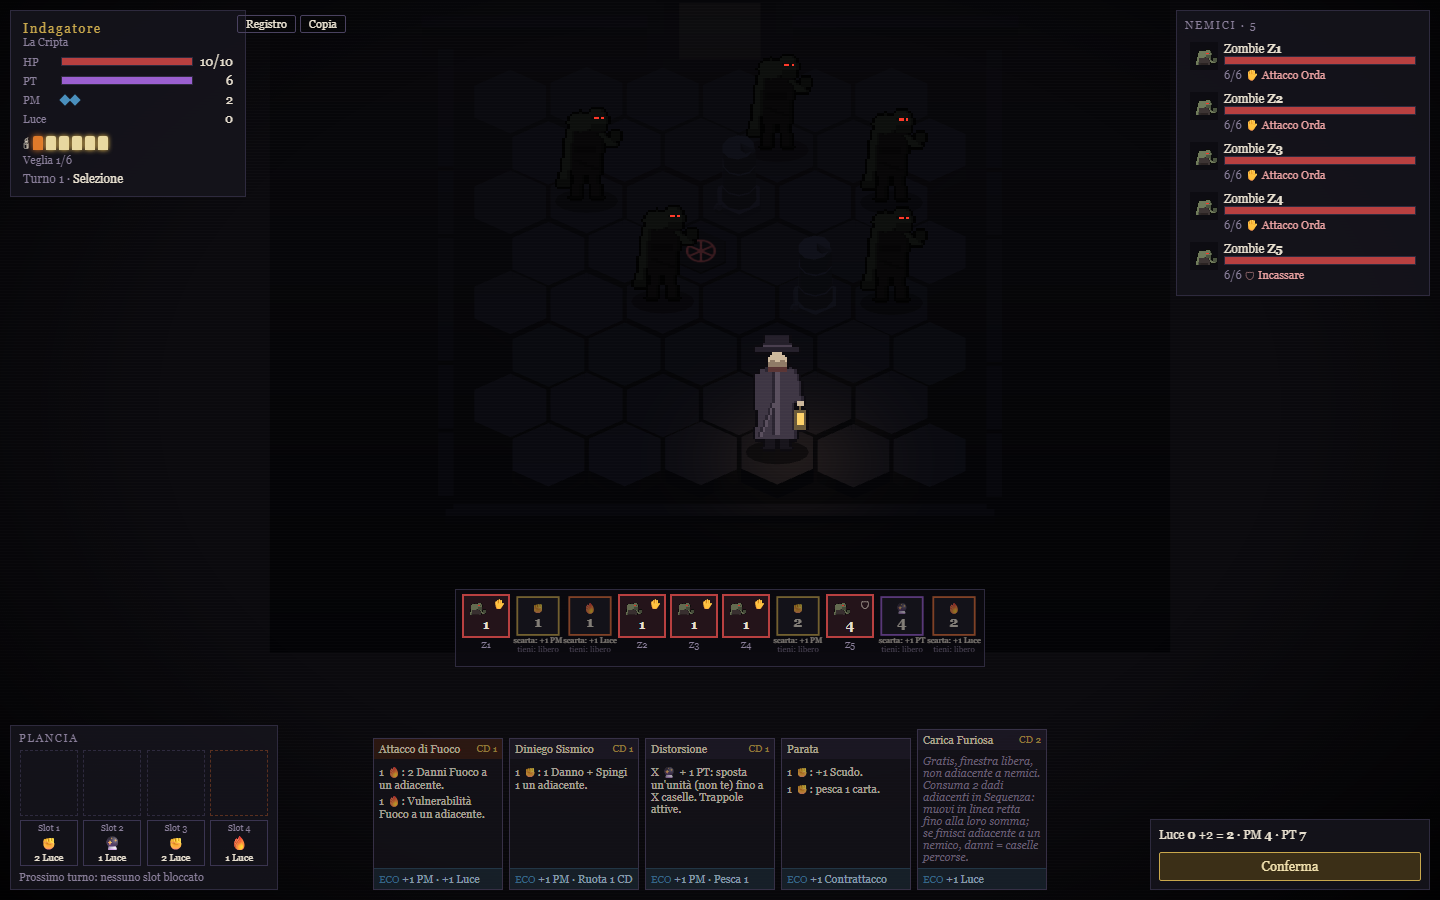 Indagatore
La Cripta
HP 10/10
PT 6
PM 2
Luce 0
Veglia 1/6
Turno 1 · Selezione
Registro
Copia
NEMICI · 5
Zombie Z1
6/6 Attacco Orda
Zombie Z2
6/6 Attacco Orda
Zombie Z3
6/6 Attacco Orda
Zombie Z4
6/6 Attacco Orda
Zombie Z5
6/6 Incassare
1 1 1 1 1 1 2 4 4 2
scarta: +1 PM scarta: +1 Luce scarta: +1 PM scarta: +1 PT scarta: +1 Luce
Z1 tieni: libero tieni: libero Z2 Z3 Z4 tieni: libero Z5 tieni: libero tieni: libero
PLANCIA
Slot 1 Slot 2 Slot 3 Slot 4
2 Luce 1 Luce 2 Luce 1 Luce
Prossimo turno: nessuno slot bloccato
Attacco di Fuoco CD 1
1 : 2 Danni Fuoco a
un adiacente.
1 : Vulnerabilità
Fuoco a un adiacente.
ECO +1 PM · +1 Luce
Diniego Sismico CD 1
1 : 1 Danno + Spingi
1 un adiacente.
ECO +1 PM · Ruota 1 CD
Distorsione CD 1
X + 1 PT: sposta
un'unità (non te) fino a
X caselle. Trappole
attive.
ECO +1 PM · Pesca 1
Parata
1 : +1 Scudo.
1 : pesca 1 carta.
ECO +1 Contrattacco
Carica Furiosa CD 2
Gratis, finestra libera,
non adiacente a nemici.
Consuma 2 dadi
adiacenti in Sequenza:
muovi in linea retta
fino alla loro somma;
se finisci adiacente a un
nemico, danni = caselle
percorse.
ECO +1 Luce
Luce 0 +2 = 2 · PM 4 · PT 7
Conferma